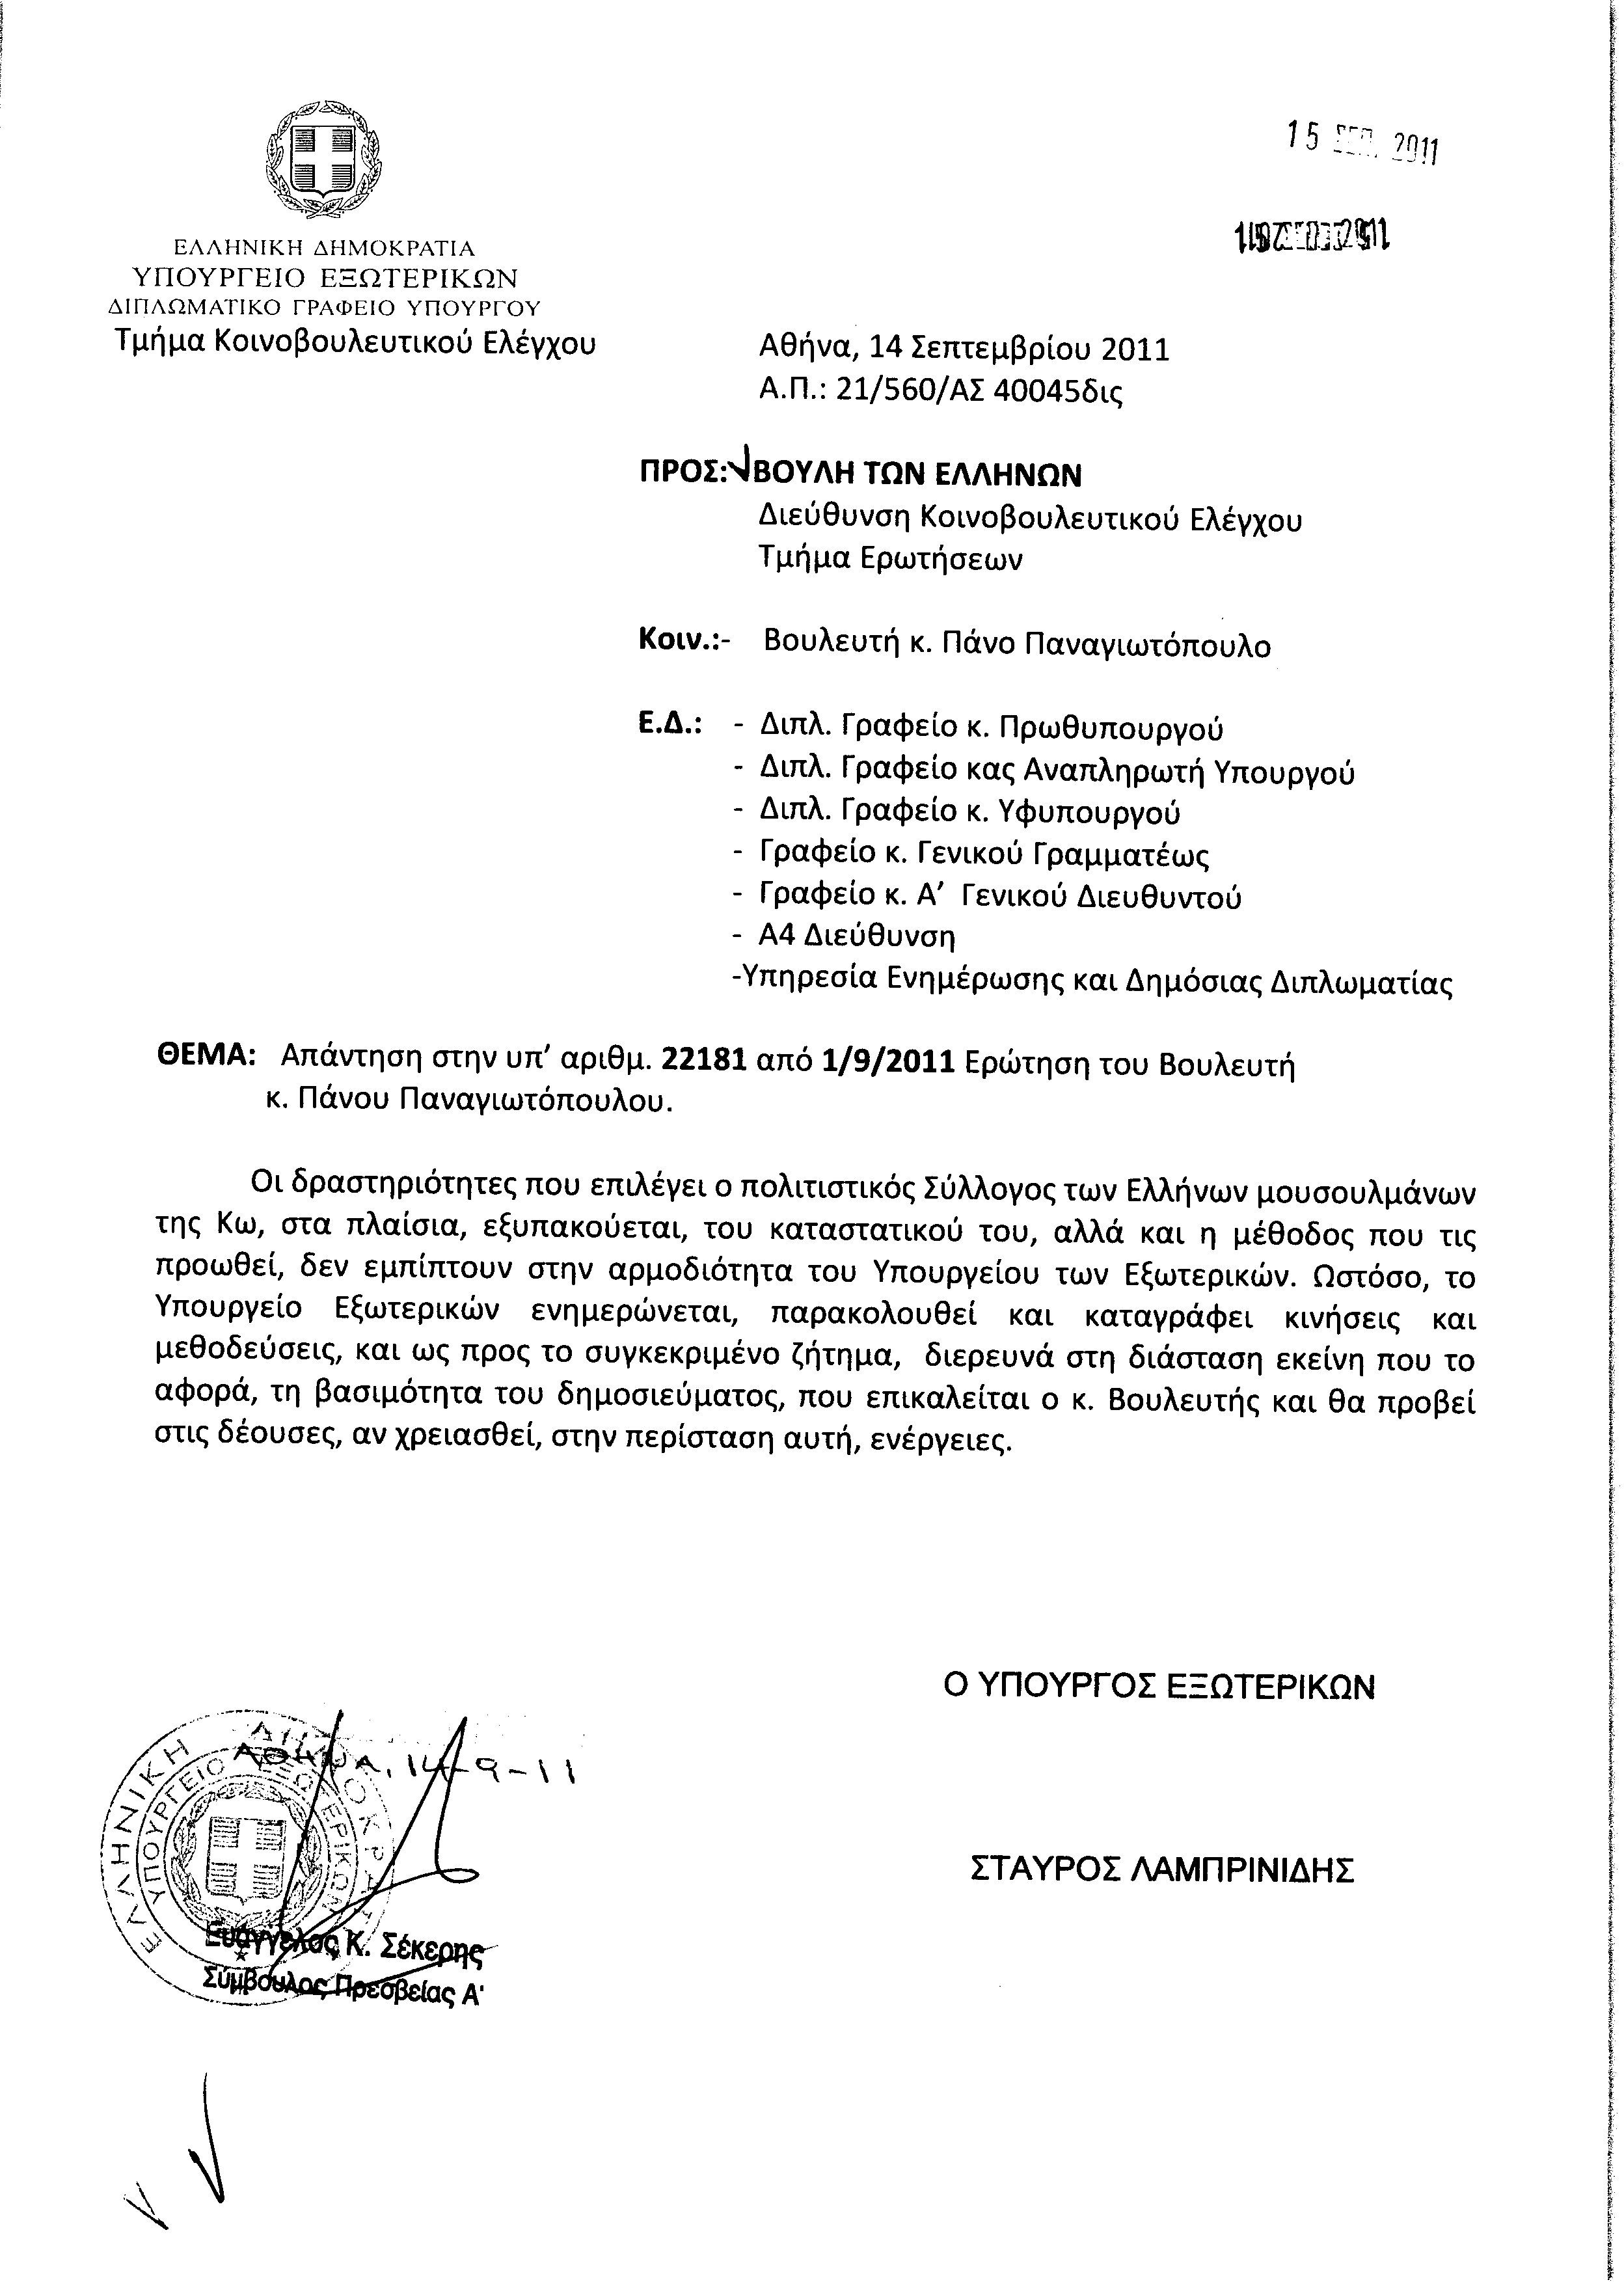 15 ΣΕΠ. 2011
ΕΛΛΗΝΙΚΗ ΔΗΜΟΚΡΑΤΙΑ
ΥΠΟΥΡΓΕΙΟ ΕΞΩΤΕΡΙΚΩΝ
ΔΙΠΛΩΜΑΤΙΚΟ ΓΡΑΦΕΙΟ ΥΠΟΥΡΓΟΥ
Τμήμα Κοινοβουλευτικού Ελέγχου
Αθήνα, 14 Σεπτεμβρίου 2011
Α.Π.: 21/560/ΑΣ 40045δις
ΠΡΟΣ: ΒΟΥΛΗ ΤΩΝ ΕΛΛΗΝΩΝ
Διεύθυνση Κοινοβουλευτικού Ελέγχου
Τμήμα Ερωτήσεων
Κοιν.:- Βουλευτή κ. Πάνο Παναγιωτόπουλο
Ε.Δ.: - Διπλ. Γραφείο κ. Πρωθυπουργού
- Διπλ. Γραφείο κας Αναπληρωτή Υπουργού
- Διπλ. Γραφείο κ. Υφυπουργού
- Γραφείο κ. Γενικού Γραμματέως
- Γραφείο κ. Α’ Γενικού Διευθυντού
- Α4 Διεύθυνση
-Υπηρεσία Ενημέρωσης και Δημόσιας Διπλωματίας
ΘΕΜΑ: Απάντηση στην υπ’ αριθμ. 22181 από 1/9/2011 Ερώτηση του Βουλευτή
κ. Πάνου Παναγιωτόπουλου.
Οι δραστηριότητες που επιλέγει ο πολιτιστικός Σύλλογος των Ελλήνων μουσουλμάνων
της Κω, στα πλαίσια, εξυπακούεται, του καταστατικού του, αλλά και η μέθοδος που τις
προωθεί, δεν εμπίπτουν στην αρμοδιότητα του Υπουργείου των Εξωτερικών. Ωστόσο, το
Υπουργείο Εξωτερικών ενημερώνεται, παρακολουθεί και καταγράφει κινήσεις και
μεθοδεύσεις, και ως προς το συγκεκριμένο ζήτημα, διερευνά στη διάσταση εκείνη που το
αφορά, τη βασιμότητα του δημοσιεύματος, που επικαλείται ο κ. Βουλευτής και θα προβεί
στις δέουσες, αν χρειασθεί, στην περίσταση αυτή, ενέργειες.
Ο ΥΠΟΥΡΓΟΣ ΕΞΩΤΕΡΙΚΩΝ
ΣΤΑΥΡΟΣ ΛΑΜΠΡΙΝΙΔΗΣ
ΕΛΛΗΝΙΚΗ ΔΗΜΟΚΡΑΤΙΑ
ΥΠΟΥΡΓΕΙΟ ΕΞΩΤΕΡΙΚΩΝ
ΑΘΗΝΑ, 14-9-11
Ευάγγελος Κ. Σέκερης
Σύμβουλος Πρεσβείας Α'